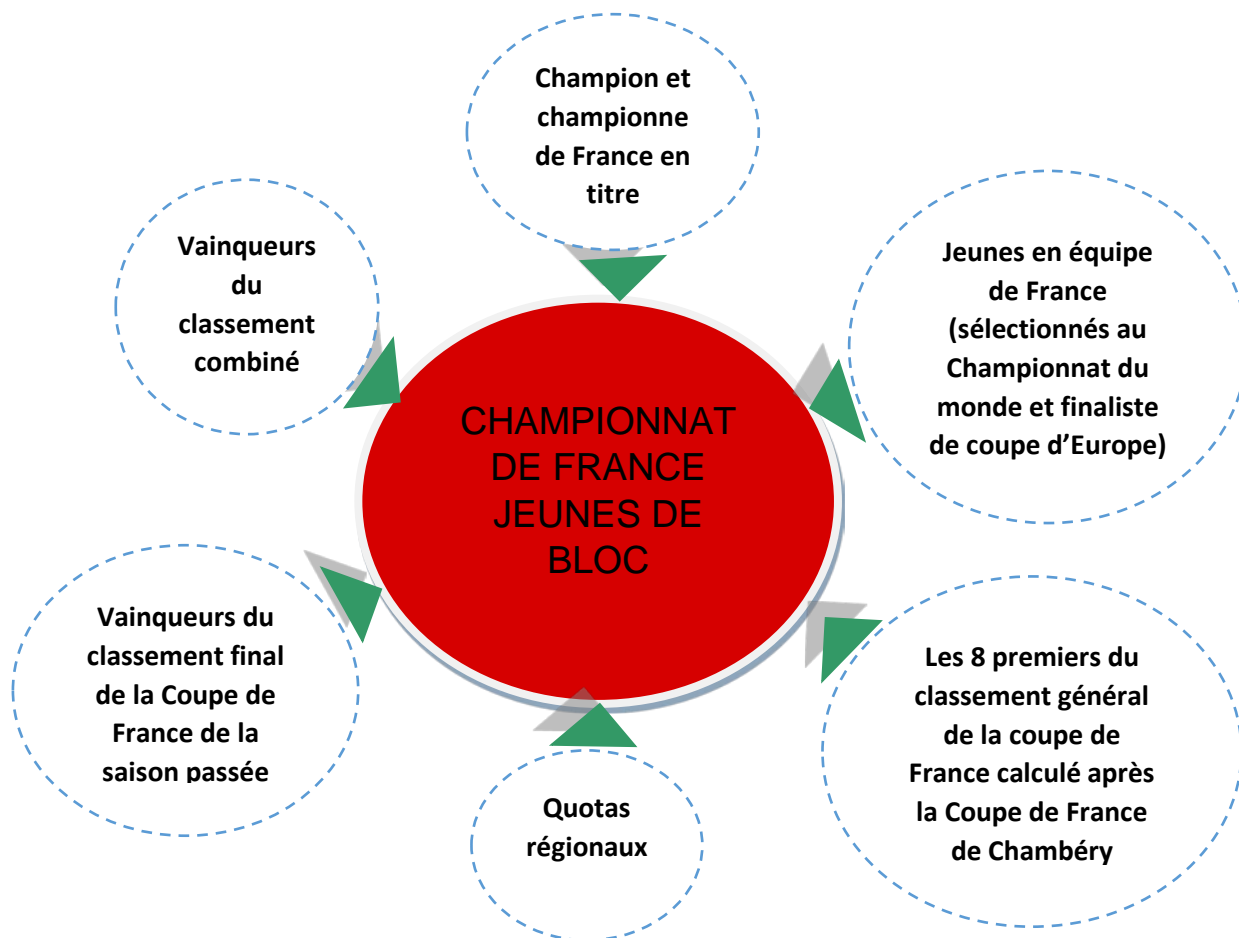 Champion et
championne
de France en
titre
Vainqueurs
du
classement
combiné
Jeunes en équipe
de France
(sélectionnés au
Championnat du
monde et finaliste
de coupe d’Europe)
CHAMPIONNAT
DE FRANCE
JEUNES DE
BLOC
Vainqueurs du
classement final
de la Coupe de
France de la
saison passée
Les 8 premiers du
classement général
de la coupe de
France calculé après
la Coupe de France
de Chambéry
Quotas
régionaux